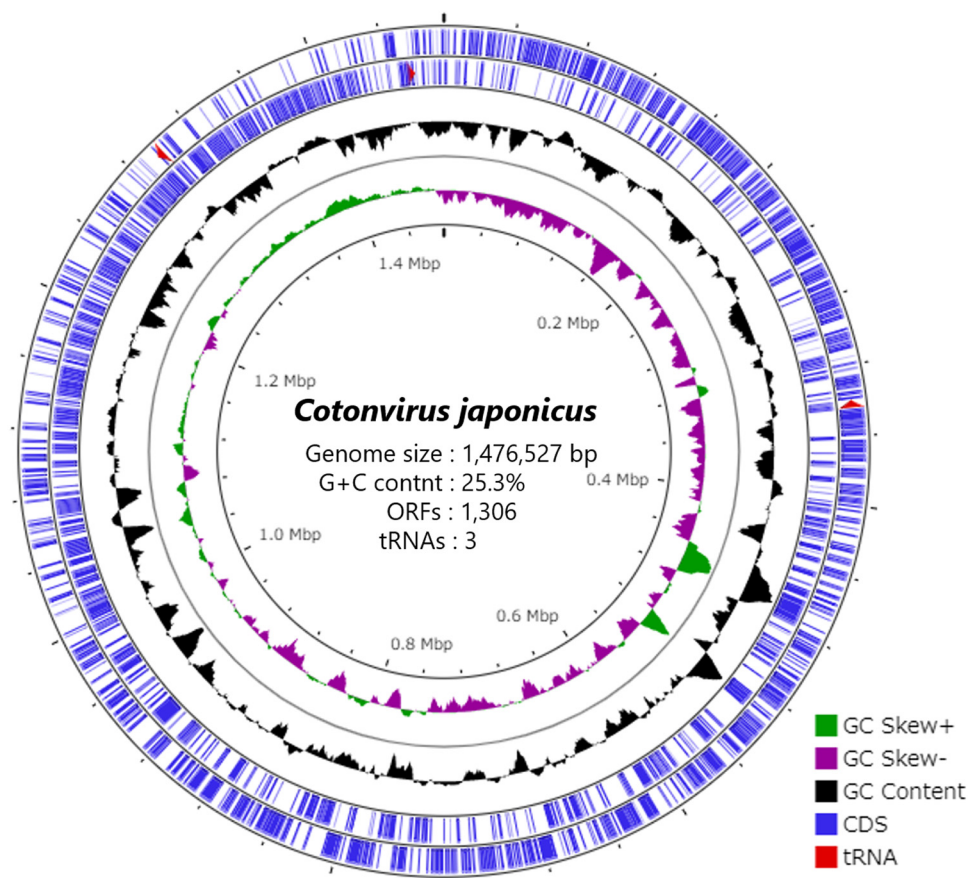 1.4 Mbp
0.2 Mbp
1.2 Mbp
Cotonvirus japonicus
Genome size : 1,476,527 bp
0.4 Mbp
G+C contnt : 25.3%
ORFs : 1,306
1.0 Mbp
tRNAs : 3
0.6 Mbp
0.8 Mbp
GC Skew+
GC Skew-
GC Content
CDS
tRNA